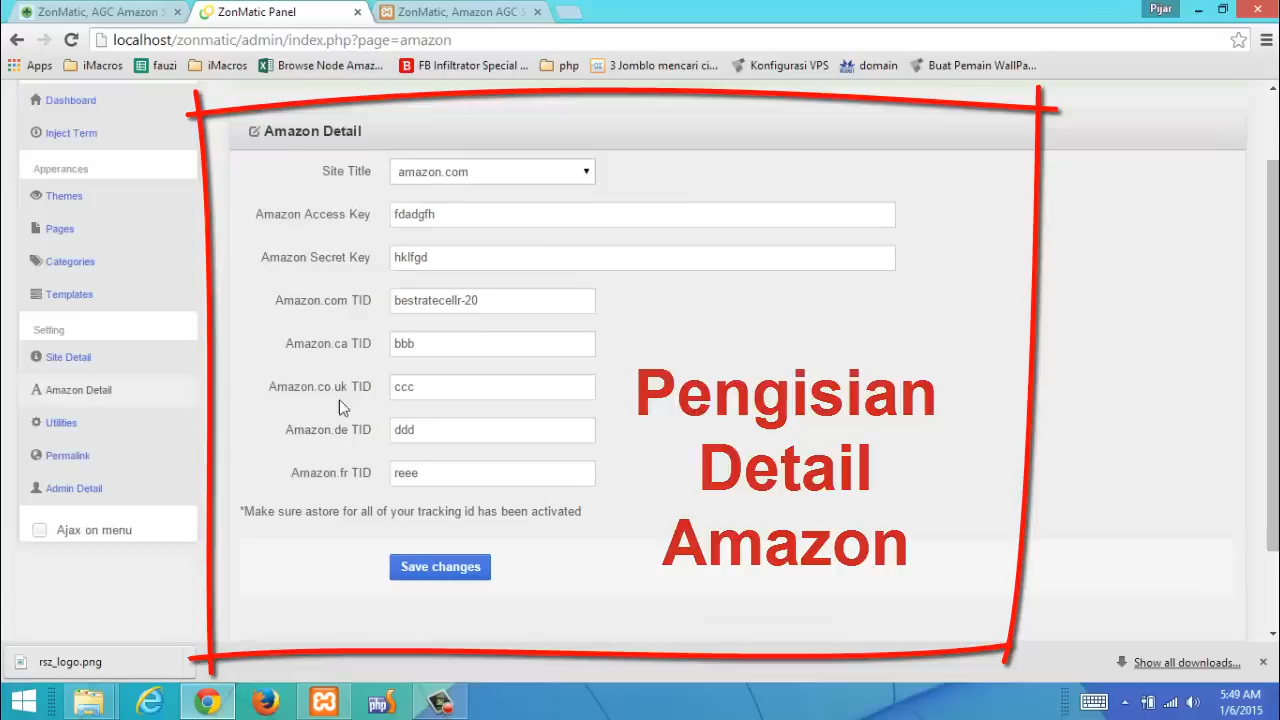 ZonMatic, AGC Amazon S
ZonMatic Panel
ZonMatic, Amazon AGC S
Pijar
localhost/zonmatic/admin/index.php?page=amazon
Apps
iMacros
fauzi
iMacros
Browse Node Amaz...
FB Infiltrator Special ...
php
3 Jomblo mencari ci...
Konfigurasi VPS
domain
Buat Pemain WallPa...
Dashboard
Inject Term
Apperances
Themes
Pages
Categories
Templates
Setting
Site Detail
Amazon Detail
Utilities
Permalink
Admin Detail
Ajax on menu
Amazon Detail
Site Title amazon.com
Amazon Access Key fdadgfh
Amazon Secret Key hklfgd
Amazon.com TID bestratecellr-20
Amazon.ca TID bbb
Amazon.co.uk TID ccc
Amazon.de TID ddd
Amazon.fr TID reee
*Make sure astore for all of your tracking id has been activated
Save changes
Pengisian
Detail
Amazon
rsz_logo.png
Show all downloads...
php
5:49 AM
1/6/2015